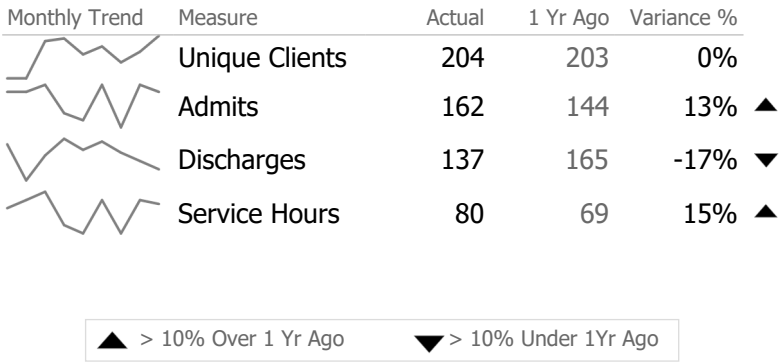 Monthly Trend Measure Actual 1 Yr Ago Variance %
Unique Clients 204 203 0%
Admits 162 144 13%
Discharges 137 165 -17%
Service Hours 80 69 15%
> 10% Over 1 Yr Ago > 10% Under 1Yr Ago